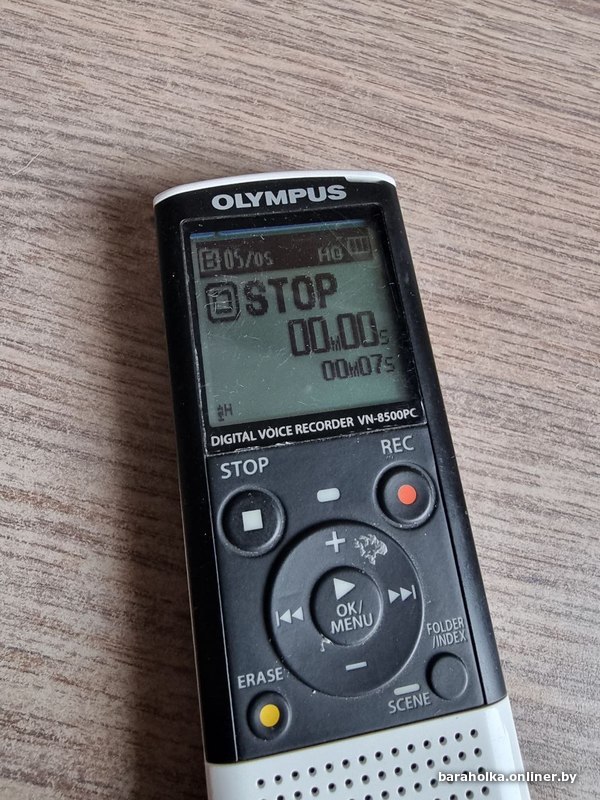 OLYMPUS
B 05/05 HQ
STOP
00M00s
00M07s
H
DIGITAL VOICE RECORDER VN-8500PC
STOP
REC
+
OK/
MENU
–
FOLDER
/INDEX
ERASE
SCENE
baraholka.onliner.by